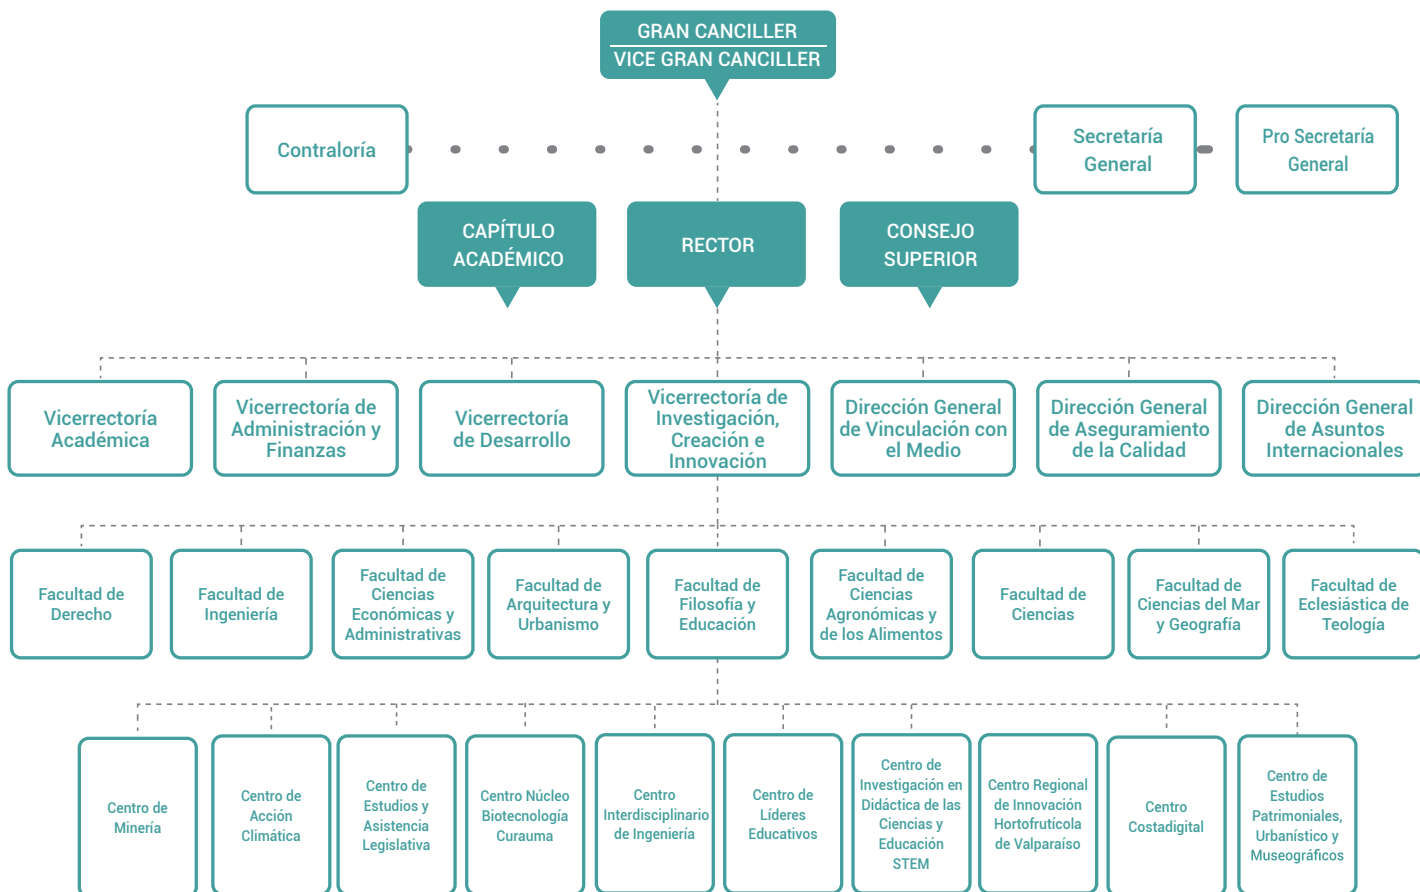 GRAN CANCILLER
VICE GRAN CANCILLER
Contraloría
Secretaría
General
Pro Secretaría
General
CAPÍTULO
ACADÉMICO
RECTOR
CONSEJO
SUPERIOR
Vicerrectoría
Académica
Vicerrectoría de
Administración y
Finanzas
Vicerrectoría
de Desarrollo
Vicerrectoría de
Investigación,
Creación e
Innovación
Dirección General
de Vinculación con
el Medio
Dirección General
de Aseguramiento
de la Calidad
Dirección General
de Asuntos
Internacionales
Facultad de
Derecho
Facultad de
Ingeniería
Facultad de
Ciencias
Económicas y
Administrativas
Facultad de
Arquitectura y
Urbanismo
Facultad de
Filosofía y
Educación
Facultad de
Ciencias
Agronómicas y
de los Alimentos
Facultad de
Ciencias
Facultad de
Ciencias del Mar
y Geografía
Facultad de
Eclesiástica de
Teología
Centro de
Minería
Centro de
Acción
Climática
Centro de
Estudios y
Asistencia
Legislativa
Centro Núcleo
Biotecnología
Curauma
Centro
Interdisciplinario
de Ingeniería
Centro de
Líderes
Educativos
Centro de
Investigación en
Didáctica de las
Ciencias y
Educación
STEM
Centro Regional
de Innovación
Hortofrutícola
de Valparaíso
Centro
Costadigital
Centro de
Estudios
Patrimoniales,
Urbanístico y
Museográficos